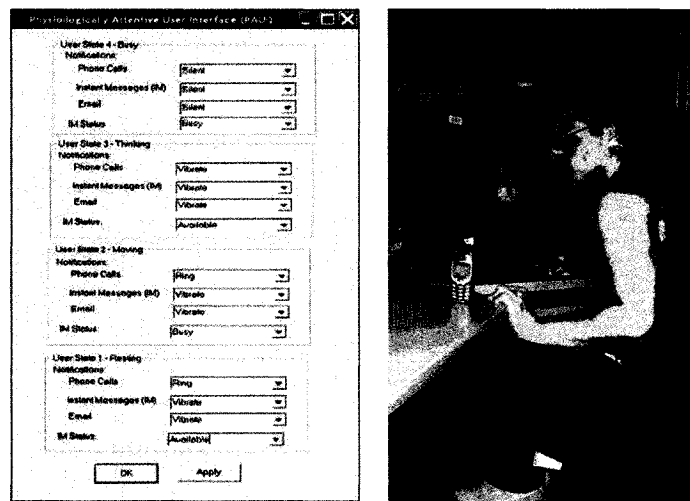 Physiologically Attentive User Interface (PAUI)
User State 4 - Busy
Notifications:
Phone Calls Silent
Instant Messages (IM) Silent
Email Silent
IM Status Busy
User State 3 - Thinking
Notifications:
Phone Calls Vibrate
Instant Messages (IM) Vibrate
Email Vibrate
IM Status: Available
User State 2 - Moving
Notifications:
Phone Calls Ring
Instant Messages (IM) Vibrate
Email Vibrate
IM Status: Busy
User State 1 - Resting
Notifications:
Phone Calls Ring
Instant Messages (IM) Vibrate
Email Vibrate
IM Status: Available
OK Apply